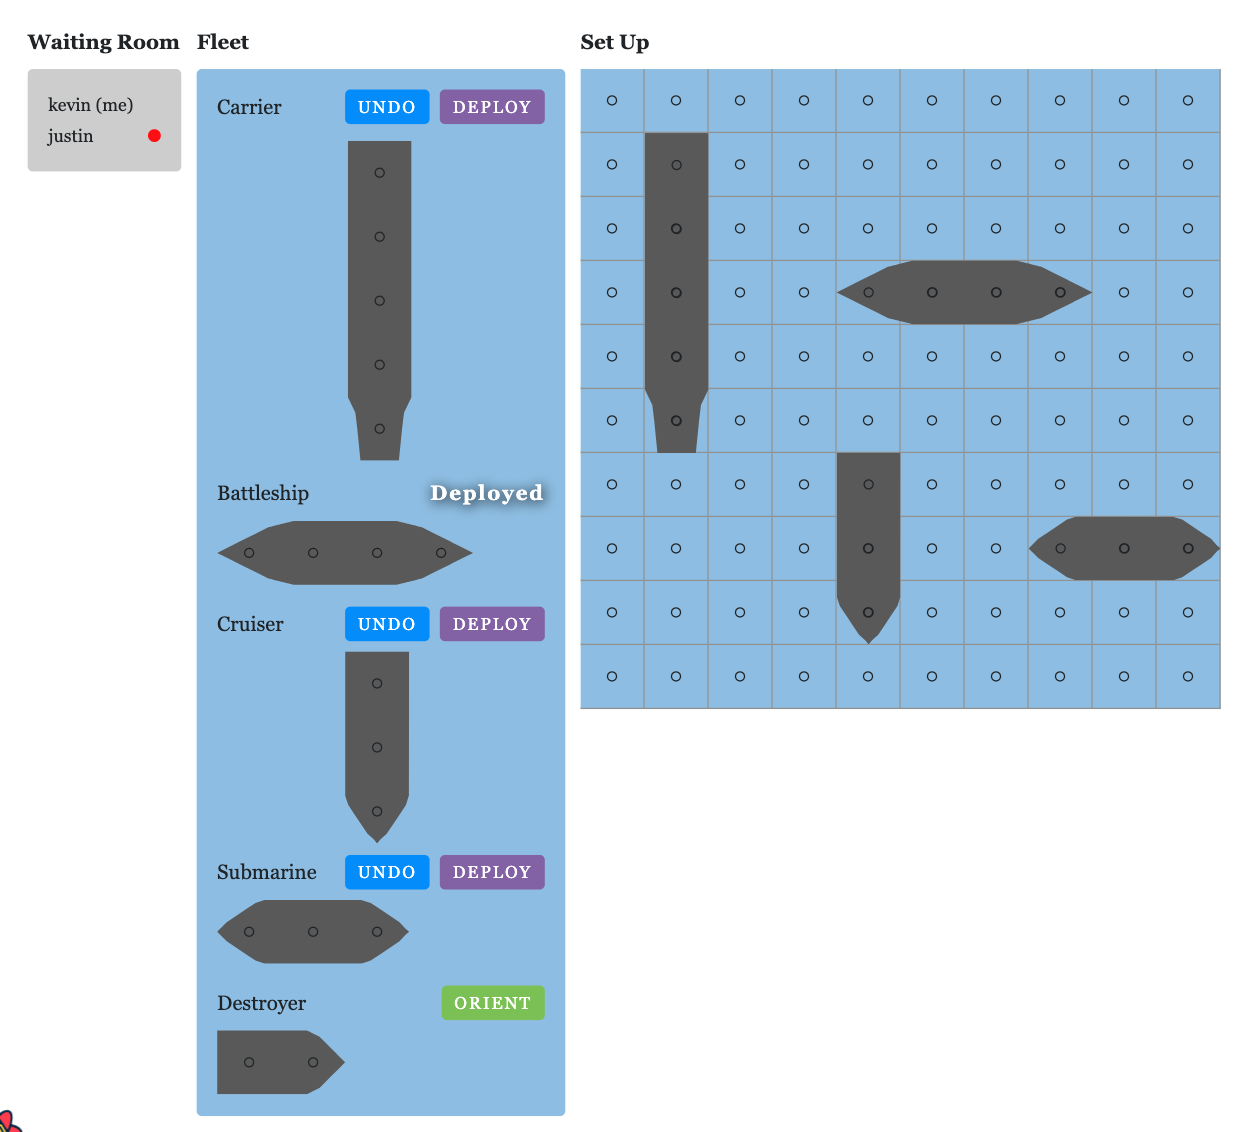 Waiting Room
kevin (me)
justin
Fleet
Carrier UNDO DEPLOY
Battleship Deployed
Cruiser UNDO DEPLOY
Submarine UNDO DEPLOY
Destroyer ORIENT
Set Up